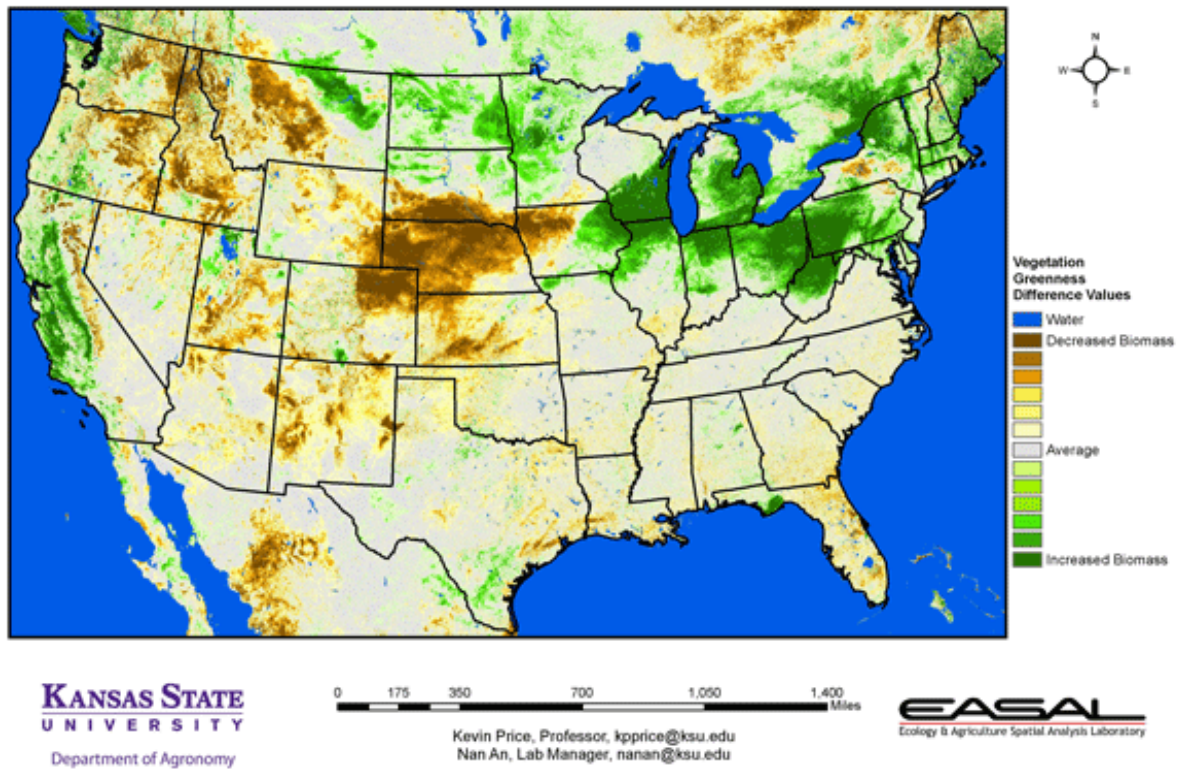 N
W
E
S
Vegetation
Greenness
Difference Values
Water
Decreased Biomass
Average
Increased Biomass
KANSAS STATE
UNIVERSITY
Department of Agronomy
0 175 350 700 1,050 1,400
Miles
Kevin Price, Professor, kpprice@ksu.edu
Nan An, Lab Manager, nanan@ksu.edu
EASAL
Ecology & Agriculture Spatial Analysis Laboratory